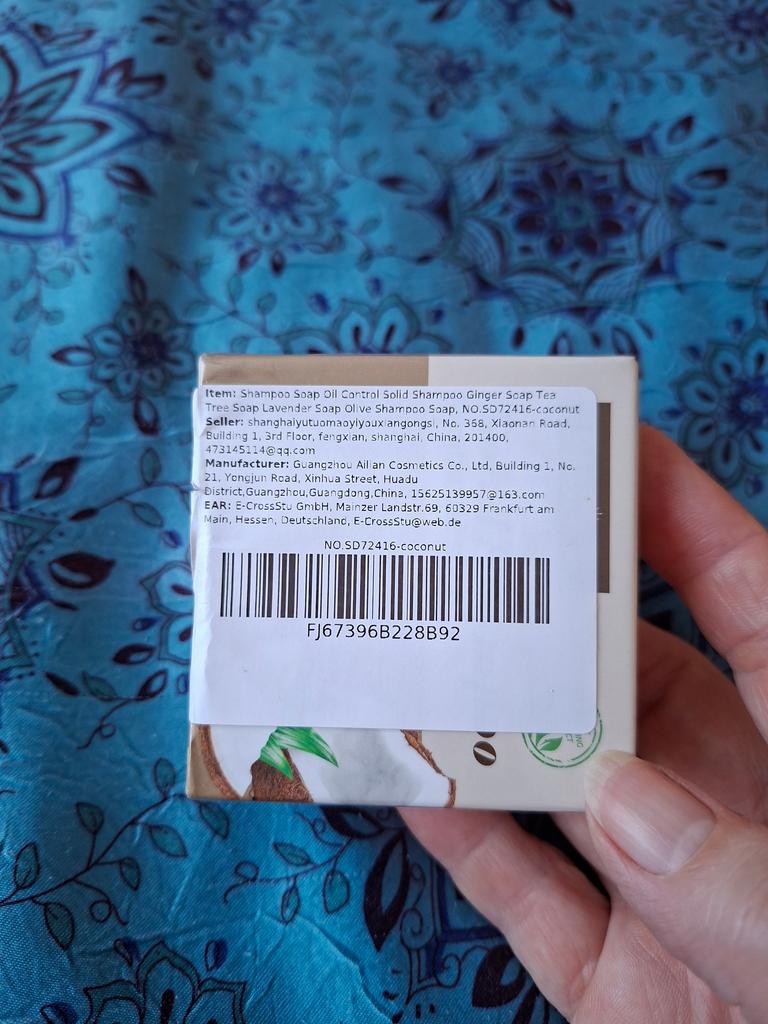 Item: Shampoo Soap Oil Control Solid Shampoo Ginger Soap Tea
Tree Soap Lavender Soap Olive Shampoo Soap, NO.SD72416-coconut
Seller: shanghaiyutuomaoyiyouxiangongsi, No. 368, Xiaonan Road,
Building 1, 3rd Floor, fengxian, shanghai, China, 201400,
473145114@qq.com
Manufacturer: Guangzhou Ailian Cosmetics Co., Ltd, Building 1, No.
21, Yongjun Road, Xinhua Street, Huadu
District,Guangzhou,Guangdong,China, 15625139957@163.com
EAR: E-CrossStu GmbH, Mainzer Landstr.69, 60329 Frankfurt am
Main, Hessen, Deutschland, E-CrossStu@web.de
NO.SD72416-coconut
FJ67396B228B92